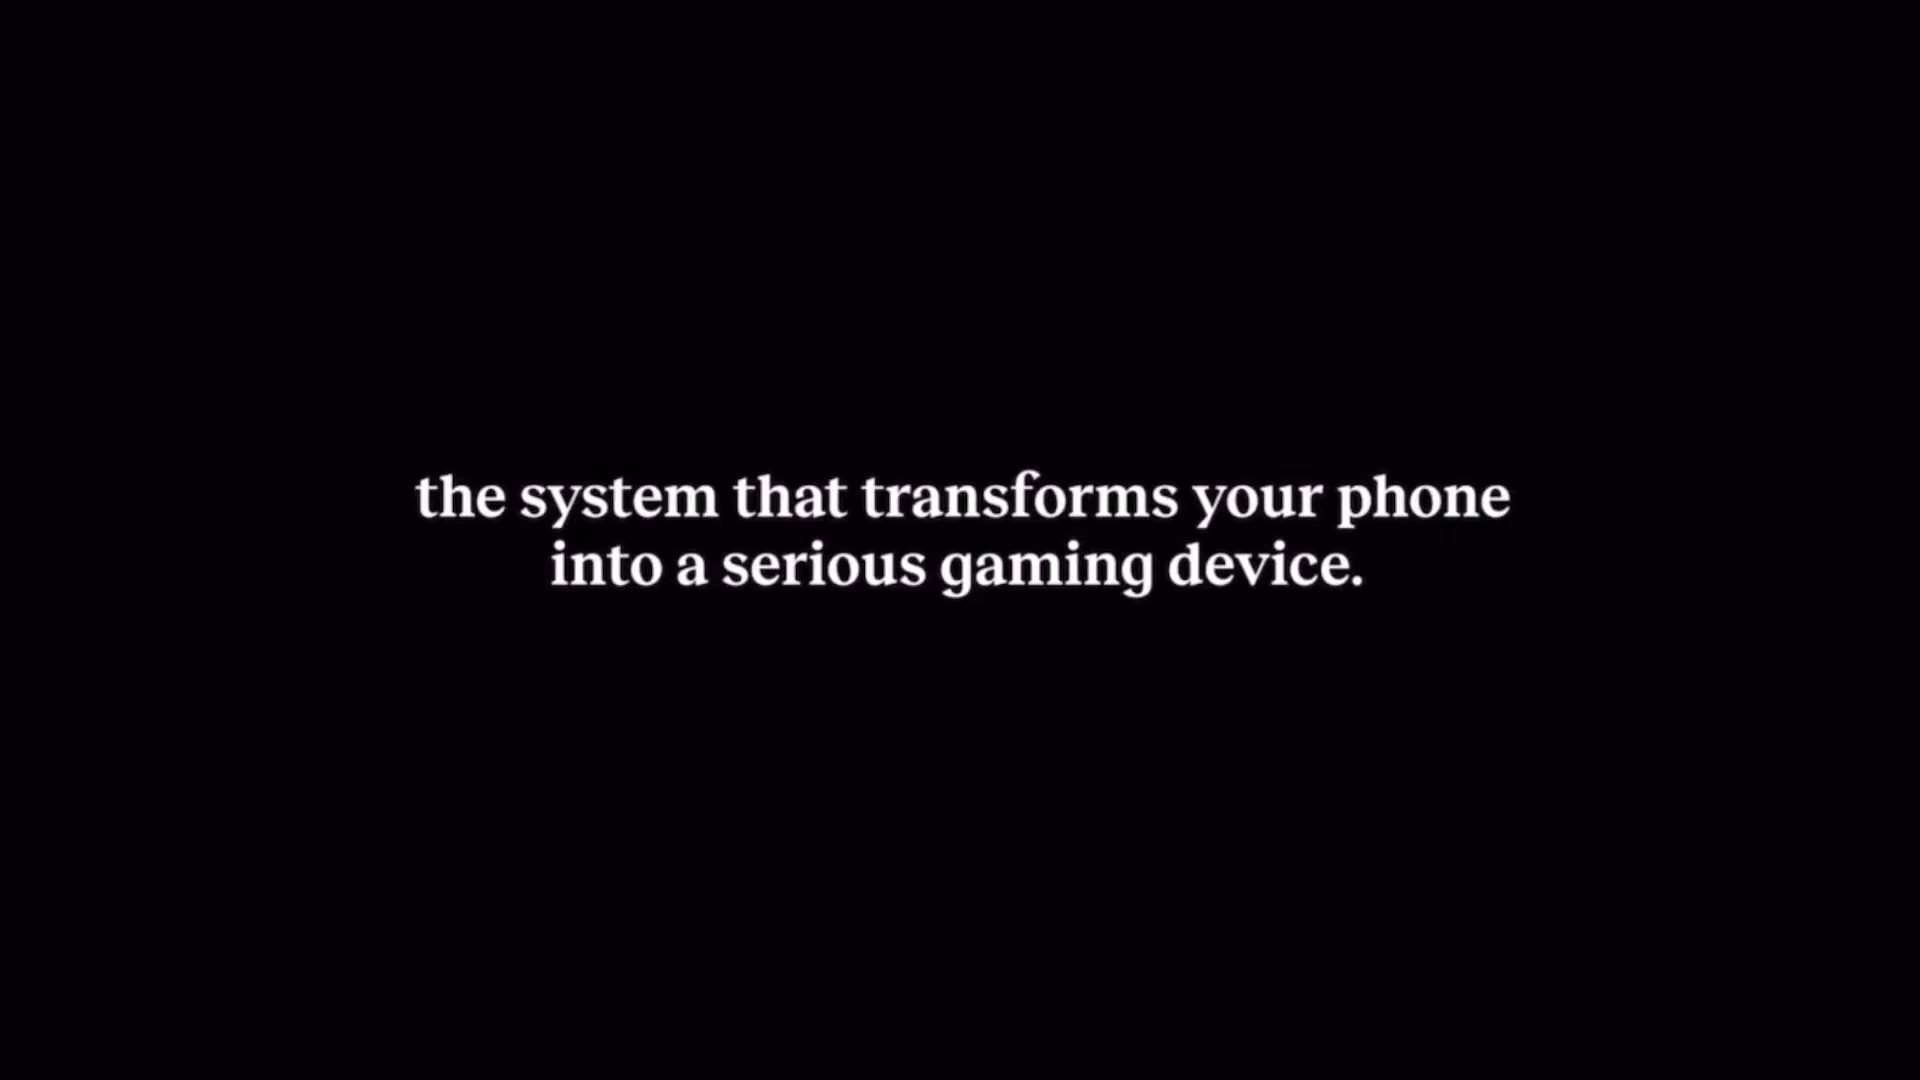 the system that transforms your phone
into a serious gaming device.